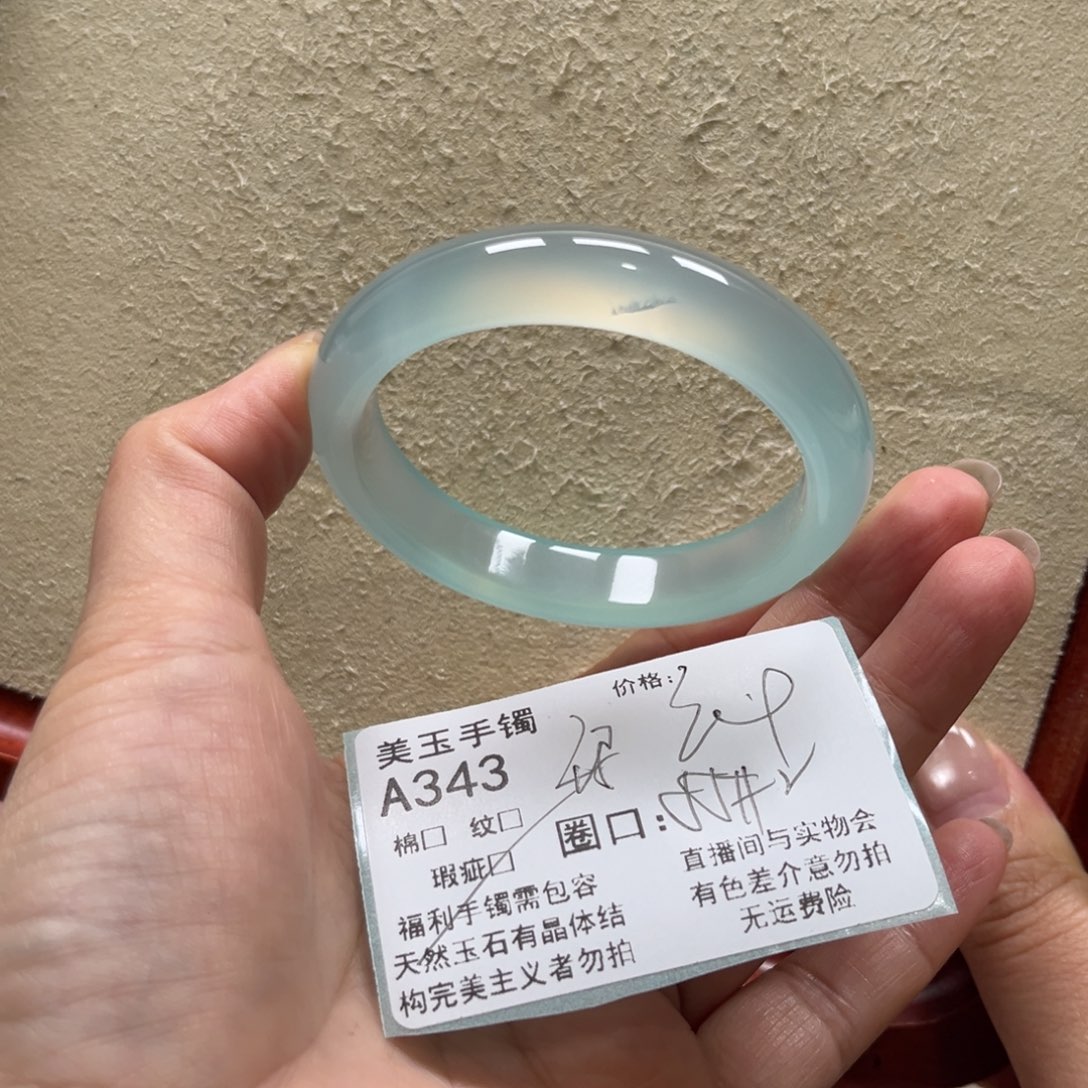 美玉手镯
价格:
A343
棉□ 纹□
圈口:
瑕疵□
福利手镯需包容
天然玉石有晶体结
构完美主义者勿拍
直播间与实物会
有色差介意勿拍
无运费险